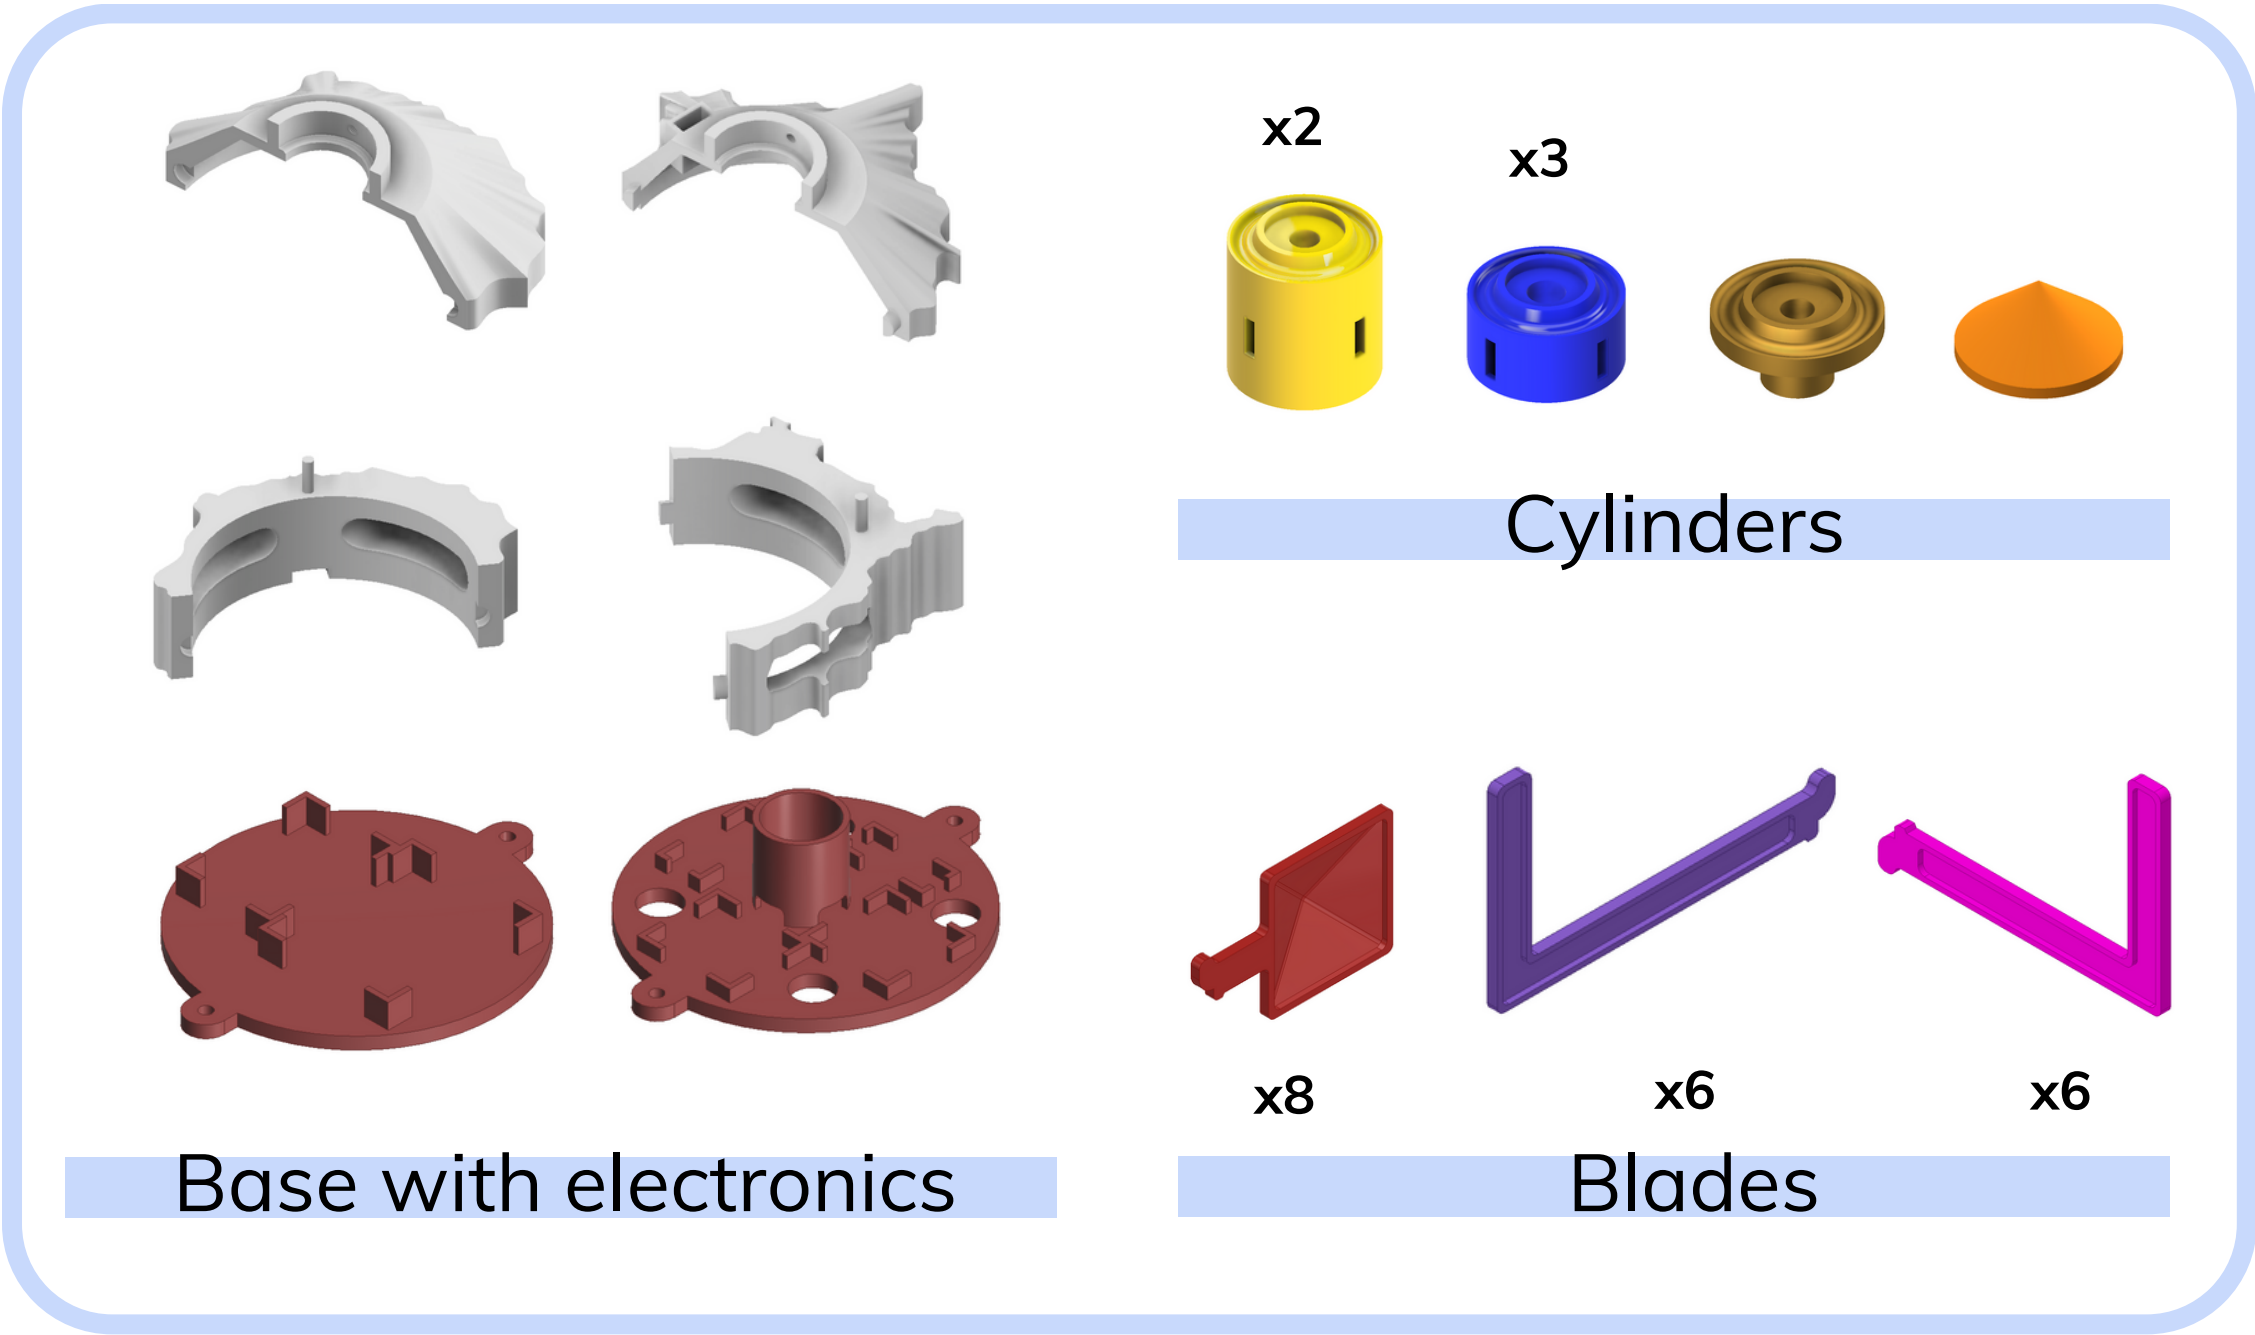 x2
x3
Cylinders
x8
x6
x6
Base with electronics
Blades